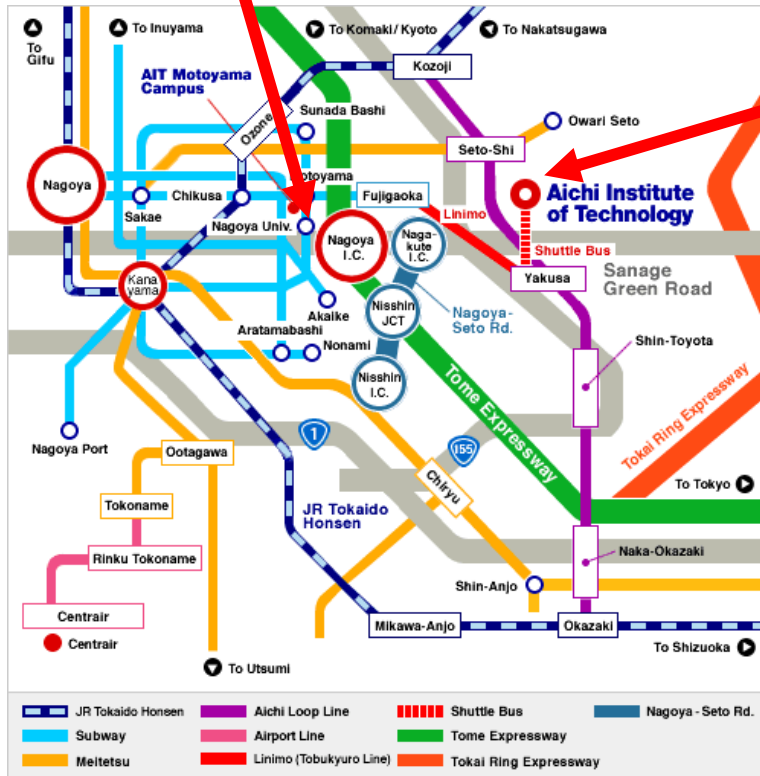 To Gifu
To Inuyama
To Komaki/Kyoto
To Nakatsugawa
AIT Motoyama
Campus
Kozoji
Ozone
Sunada Bashi
Owari Seto
Seto-Shi
Nagoya
Sakae
Chikusa
Motoyama
Fujigaoka
Linimo
Aichi Institute
of Technology
Nagoya Univ.
Nagoya
I.C.
Naga-
kute I.C.
Shuttle Bus
Yakusa
Sanage
Green Road
Kana
yama
Akaike
Nisshin
JCT
Nagoya-
Seto Rd.
Aratamabashi
Nonami
Nisshin
I.C.
Shin-Toyota
Tome Expressway
Tokai Ring Expressway
Nagoya Port
1
155
Ootagawa
Chiryu
To Tokyo
Tokoname
JR Tokaido
Honsen
Rinku Tokoname
Naka-Okazaki
Shin-Anjo
Centrair
Centrair
Mikawa-Anjo
Okazaki
To Shizuoka
To Utsumi
JR Tokaido Honsen
Aichi Loop Line
Shuttle Bus
Nagoya - Seto Rd.
Subway
Airport Line
Tome Expressway
Meitetsu
Linimo (Tobukyuro Line)
Tokai Ring Expressway